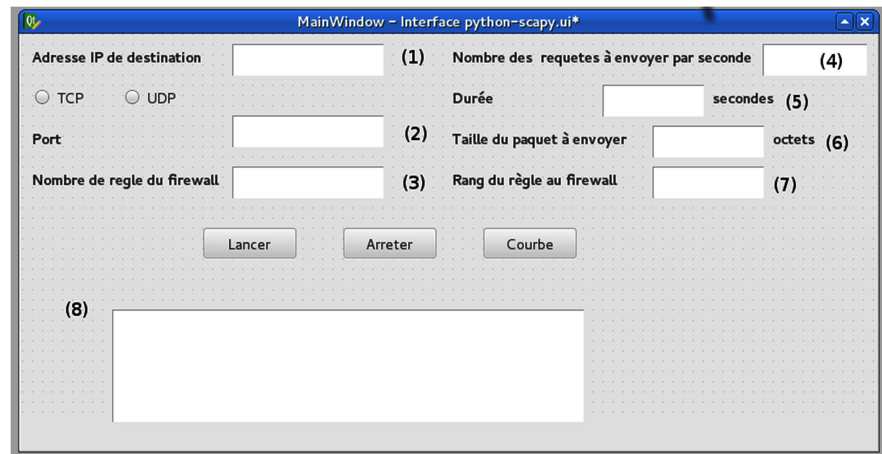 MainWindow - Interface python-scapy.ui*
Adresse IP de destination (1) Nombre des requetes à envoyer par seconde (4)
TCP UDP Durée secondes (5)
Port (2) Taille du paquet à envoyer octets (6)
Nombre de regle du firewall (3) Rang du règle au firewall (7)
Lancer Arreter Courbe
(8)